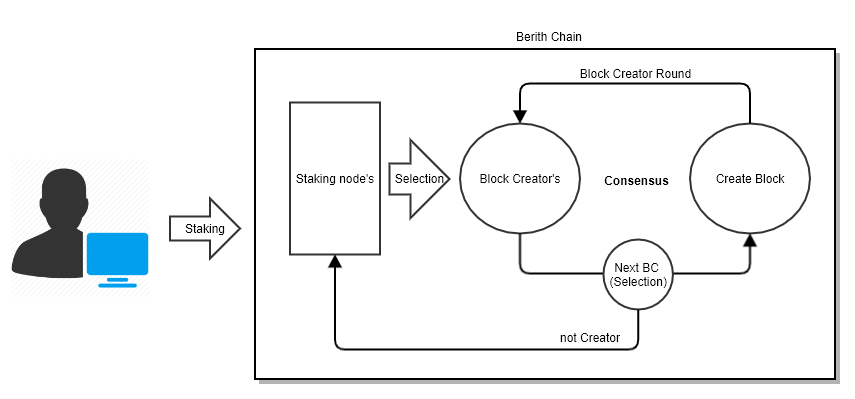 Berith Chain
Block Creator Round
Staking node's
Selection
Block Creator's
Consensus
Create Block
Staking
Next BC
(Selection)
not Creator